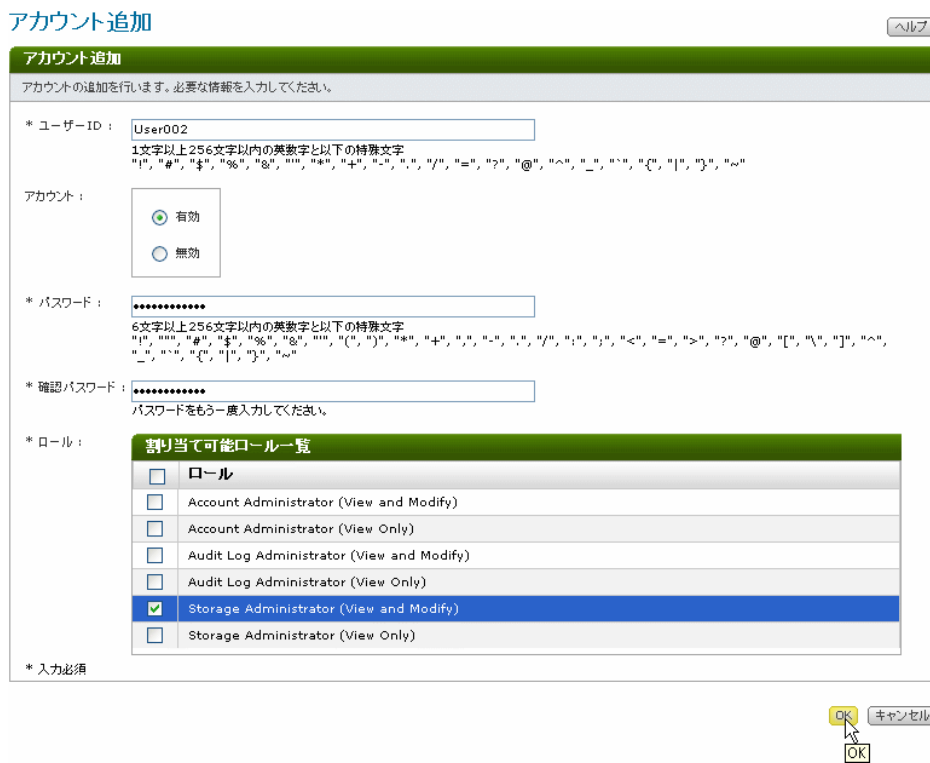 アカウント追加
ヘルプ
アカウント追加
アカウントの追加を行います。必要な情報を入力してください。
* ユーザーID :
User002
1文字以上256文字以内の英数字と以下の特殊文字
"!", "#", "$", "%", "&", "'", "*", "+", "-", ".", "/", "=", "?", "@", "^", "_", "`", "{", "|", "}", "~"
アカウント :
有効
無効
* パスワード :
••••••••••••
6文字以上256文字以内の英数字と以下の特殊文字
"!", """, "#", "$", "%", "&", "'", "(", ")", "*", "+", ",", "-", ".", "/", ":", ";", "<", "=", ">", "?", "@", "[", "\", "]", "^",
"_", "`", "{", "|", "}", "~"
* 確認パスワード :
••••••••••••
パスワードをもう一度入力してください。
* ロール :
割り当て可能ロール一覧
ロール
Account Administrator (View and Modify)
Account Administrator (View Only)
Audit Log Administrator (View and Modify)
Audit Log Administrator (View Only)
Storage Administrator (View and Modify)
Storage Administrator (View Only)
* 入力必須
OK
キャンセル
OK